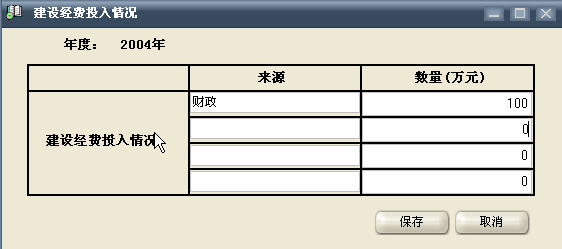 建设经费投入情况
年度： 2004年
来源 数量(万元)
建设经费投入情况
财政 100
0
0
0
保存 取消